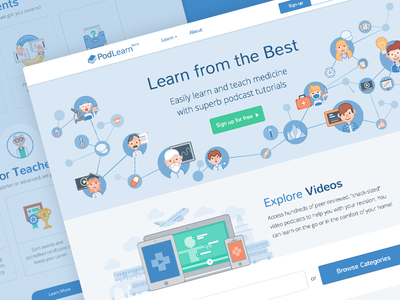 PodLearn beta
Learn
About
Sign up
Learn from the Best
Easily learn and teach medicine
with superb podcast tutorials
Sign up for free
Explore Videos
Access hundreds of peer-reviewed, "snack-sized"
video podcasts to help you with your revision. You
can learn on the go or in the comfort of your home!
or
Browse Categories
ents
or Teache
Learn More